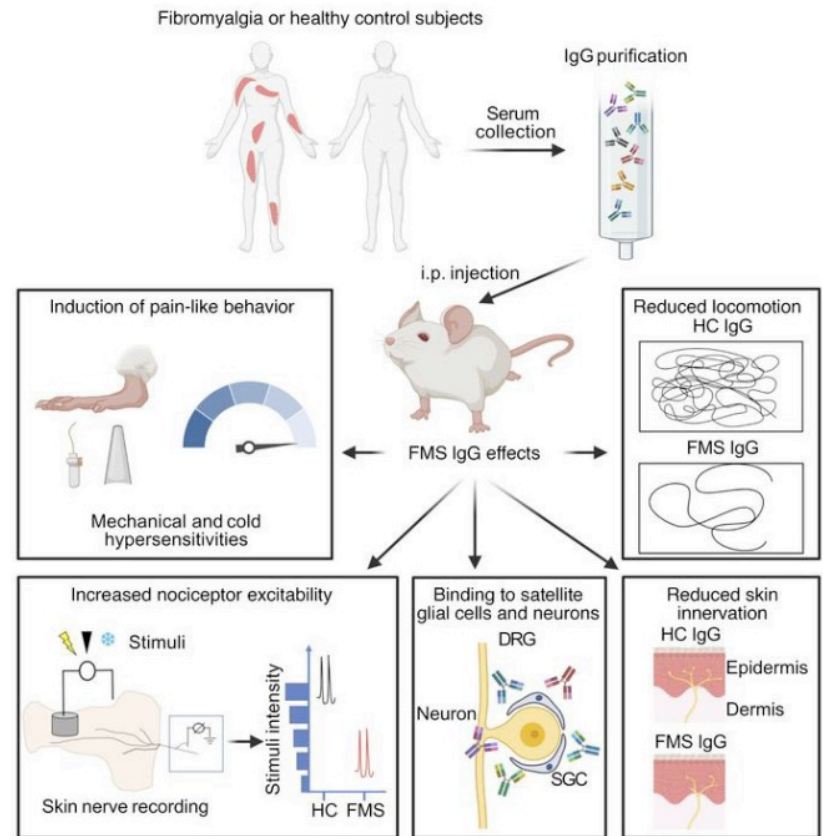 Fibromyalgia or healthy control subjects
IgG purification
Serum
collection
i.p. injection
Induction of pain-like behavior
Mechanical and cold
hypersensitivities
FMS IgG effects
Reduced locomotion
HC IgG
FMS IgG
Increased nociceptor excitability
Stimuli
Stimuli intensity
HC FMS
Skin nerve recording
Binding to satellite
glial cells and neurons
DRG
Neuron
SGC
Reduced skin
innervation
HC IgG
Epidermis
Dermis
FMS IgG